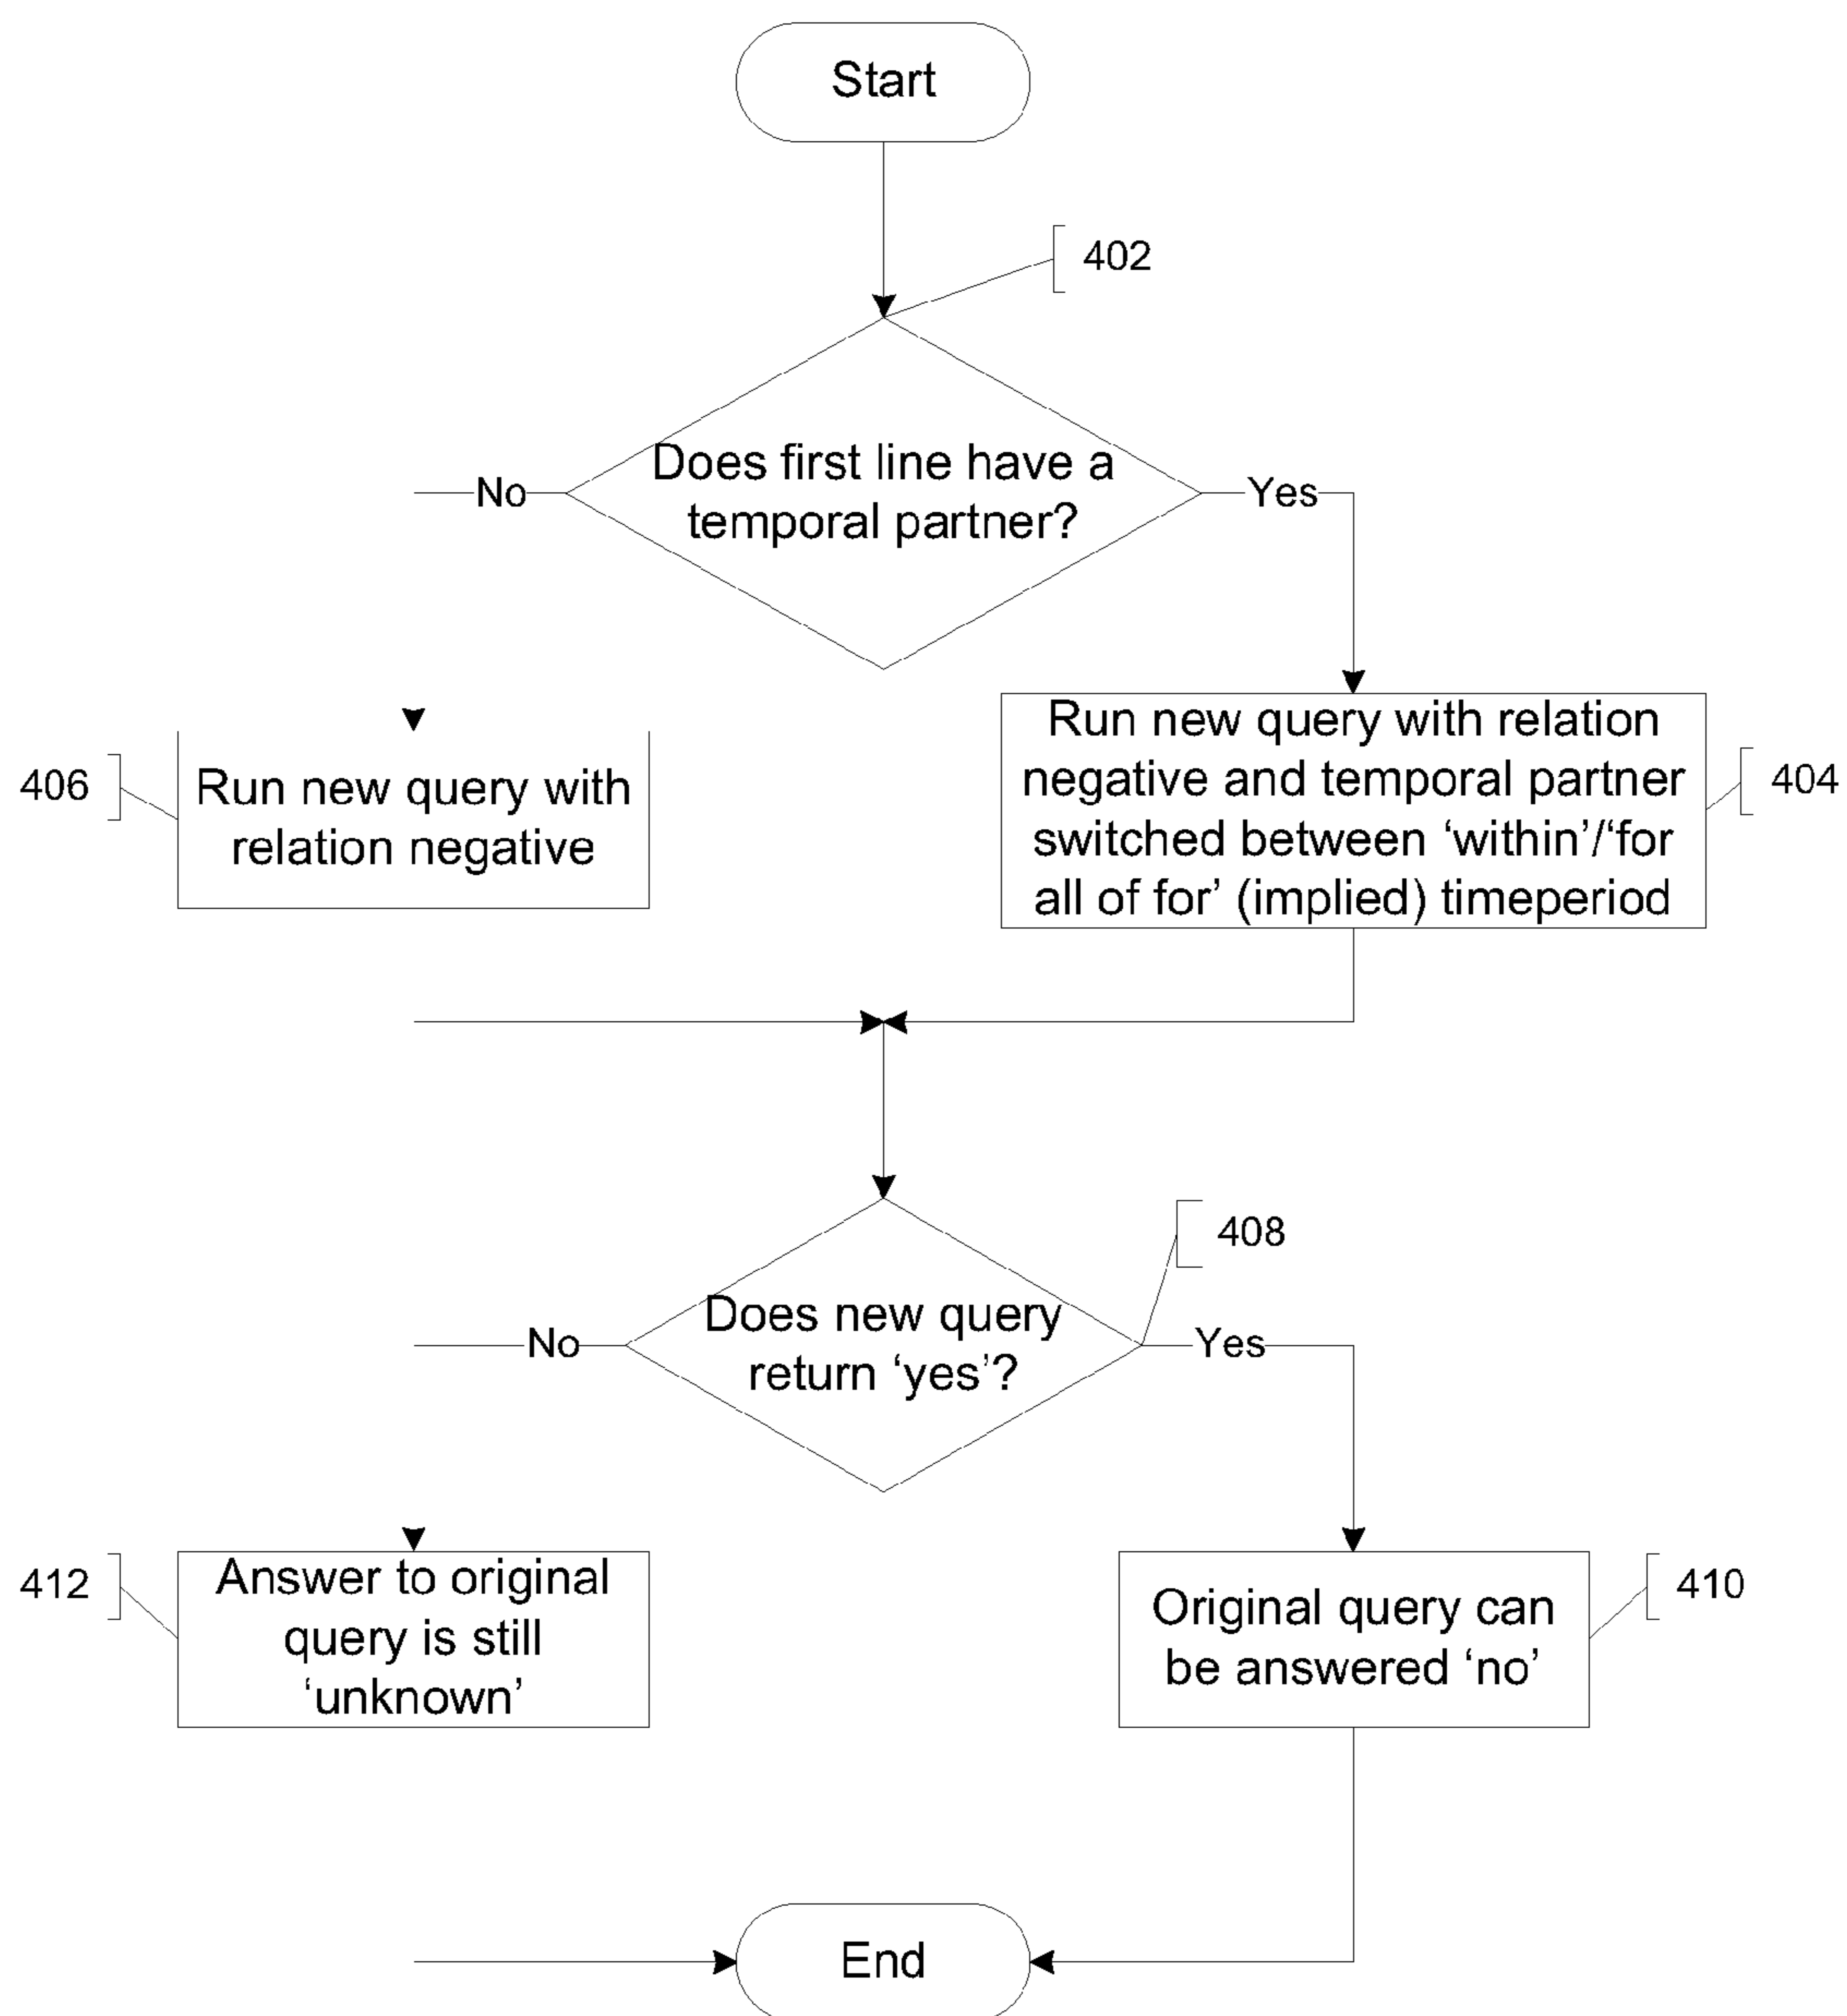 Start
402
Does first line have a
temporal partner?
No
Yes
406
Run new query with
relation negative
Run new query with relation
negative and temporal partner
switched between ‘within’/‘for
all of for’ (implied) timeperiod
404
408
Does new query
return ‘yes’?
No
Yes
412
Answer to original
query is still
‘unknown’
Original query can
be answered ‘no’
410
End